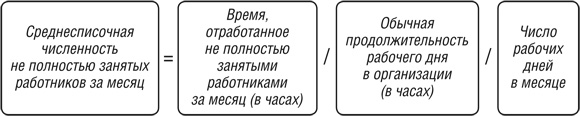 Среднесписочная
численность
не полностью занятых
работников за месяц
=
Время,
отработанное
не полностью
занятыми
работниками
за месяц (в часах)
/
Обычная
продолжительность
рабочего дня
в организации
(в часах)
/
Число
рабочих
дней
в месяце